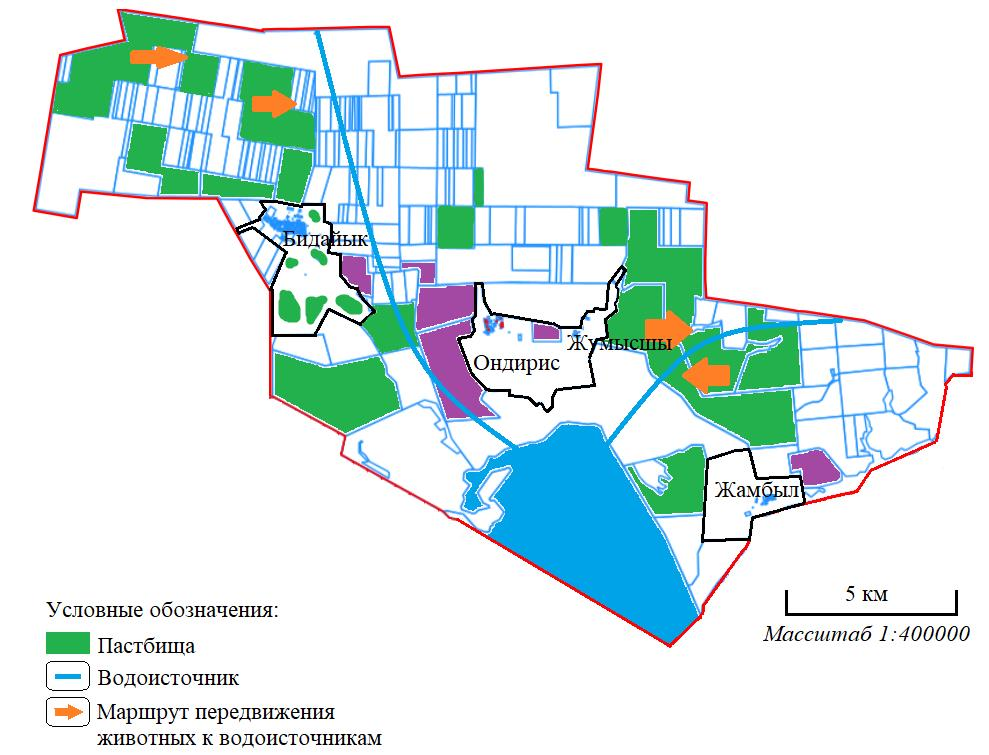 Бидайык
Жумысшы
Ондирис
Жамбыл
5 км
Масштаб 1:400000
Условные обозначения:
Пастбища
Водоисточник
Маршрут передвижения
животных к водоисточникам